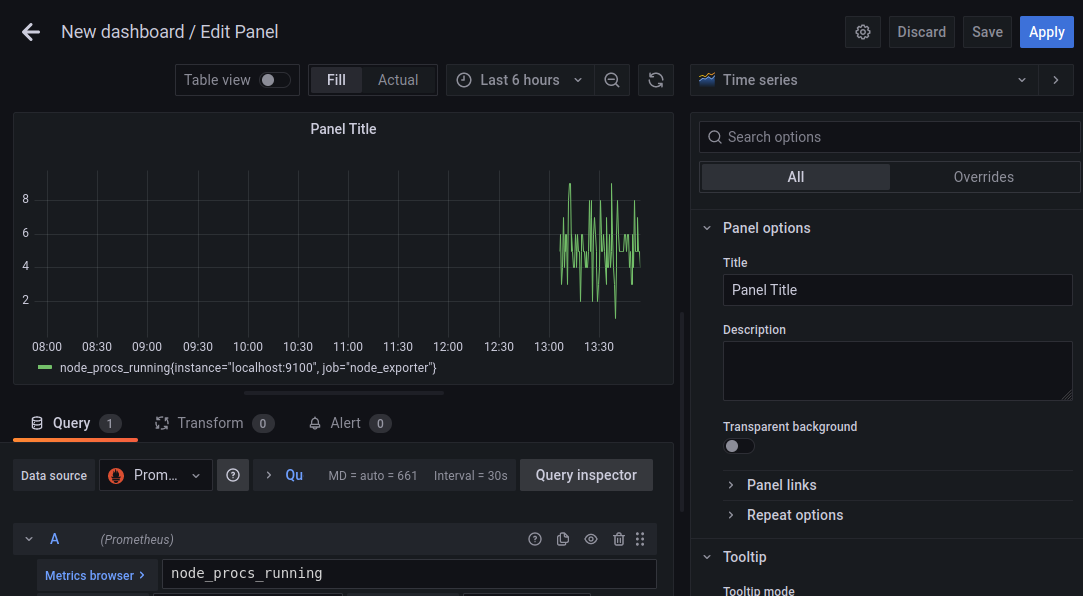 New dashboard / Edit Panel
Discard
Save
Apply
Table view
Fill
Actual
Last 6 hours
Time series
Panel Title
8
6
4
2
08:00 08:30 09:00 09:30 10:00 10:30 11:00 11:30 12:00 12:30 13:00 13:30
node_procs_running{instance="localhost:9100", job="node_exporter"}
Query 1
Transform 0
Alert 0
Data source
Prom...
Qu
MD = auto = 661
Interval = 30s
Query inspector
A
(Prometheus)
Metrics browser
node_procs_running
Search options
All
Overrides
Panel options
Title
Panel Title
Description
Transparent background
Panel links
Repeat options
Tooltip
Tooltip mode